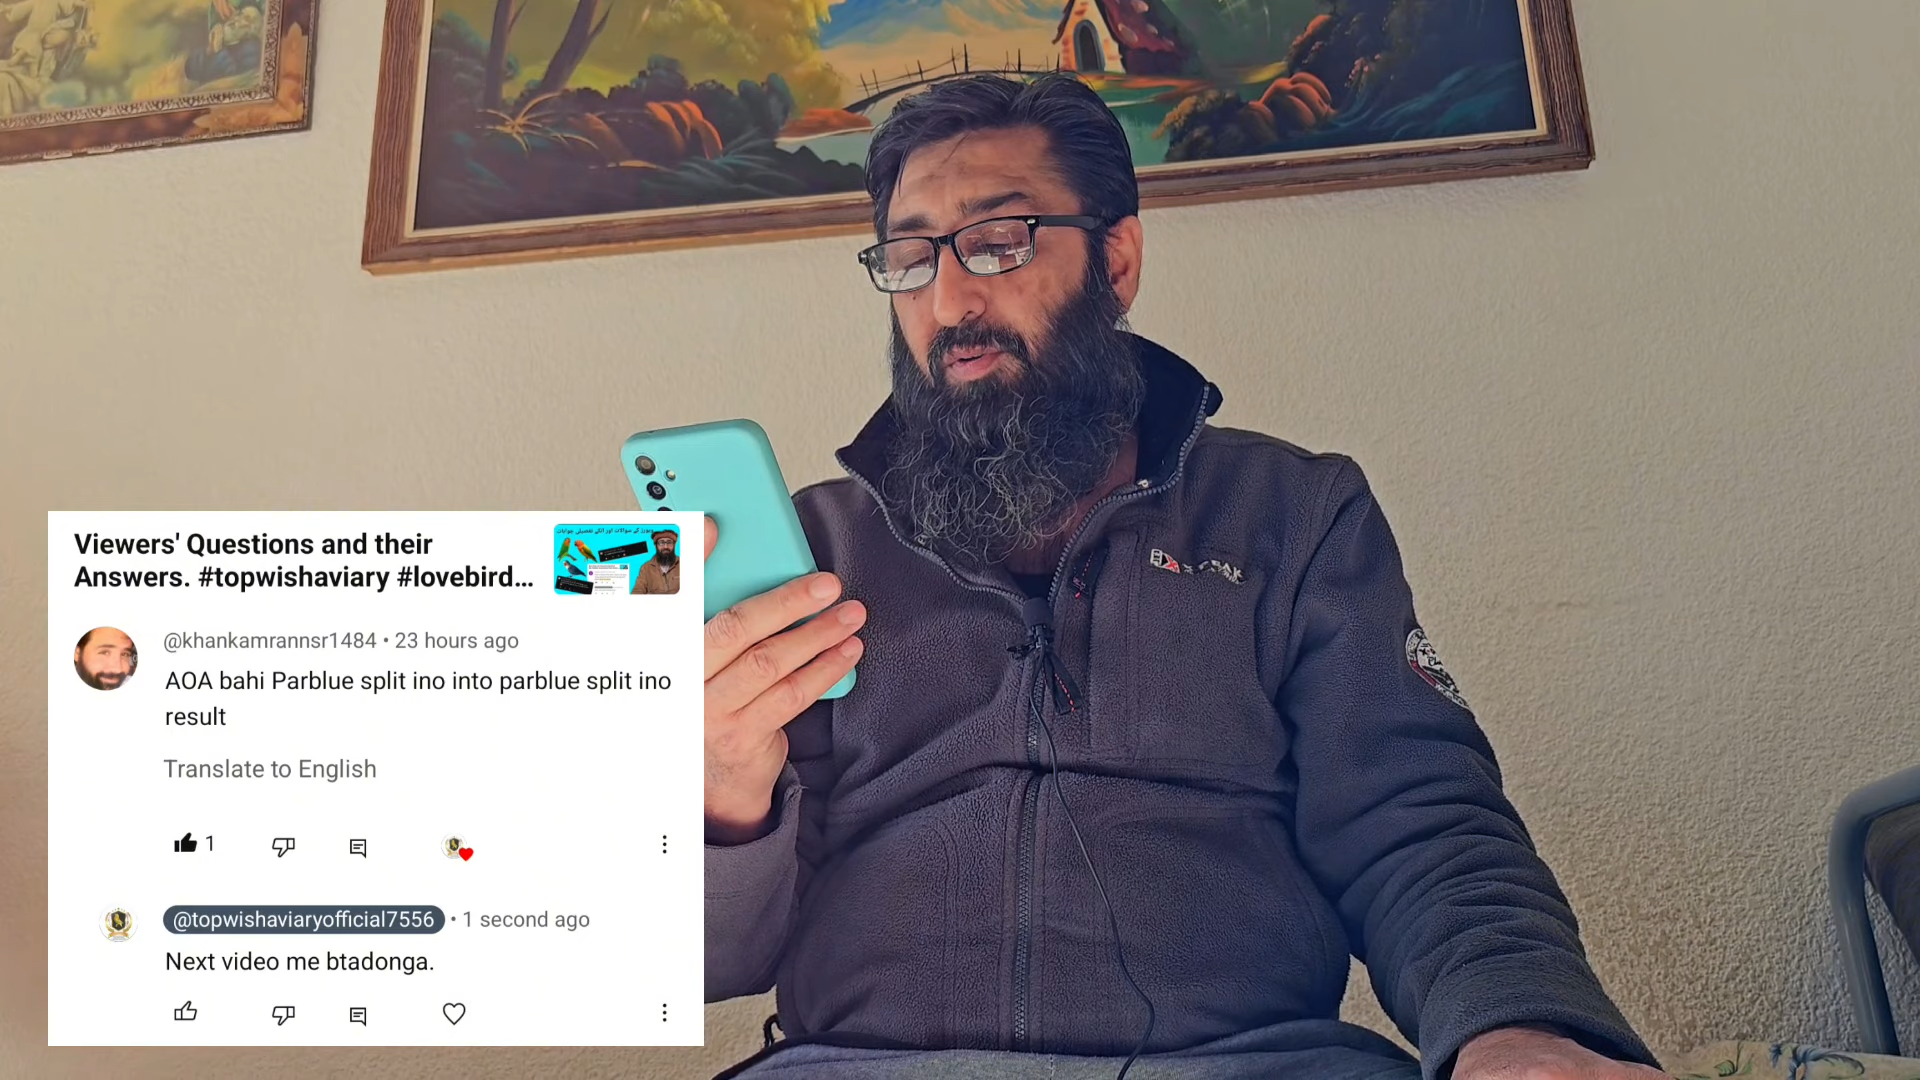 Viewers' Questions and their
Answers. #topwishaviary #lovebird...
@khankamrannsr1484 • 23 hours ago
AOA bahi Parblue split ino into parblue split ino
result
Translate to English
1
@topwishaviaryofficial7556 • 1 second ago
Next video me btadonga.